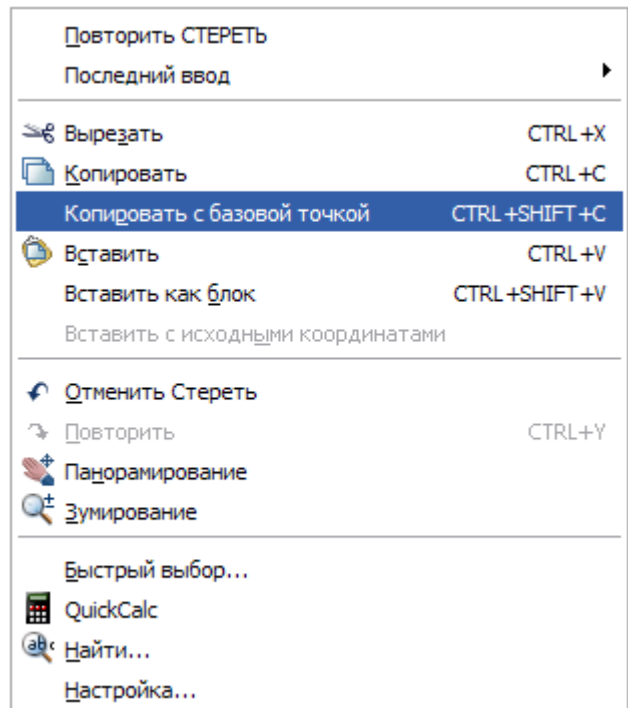 Повторить СТЕРЕТЬ
Последний ввод
Вырезать CTRL+X
Копировать CTRL+C
Копировать с базовой точкой CTRL+SHIFT+C
Вставить CTRL+V
Вставить как блок CTRL+SHIFT+V
Вставить с исходными координатами
Отменить Стереть
Повторить CTRL+Y
Панорамирование
Зумирование
Быстрый выбор...
QuickCalc
Найти...
Настройка...